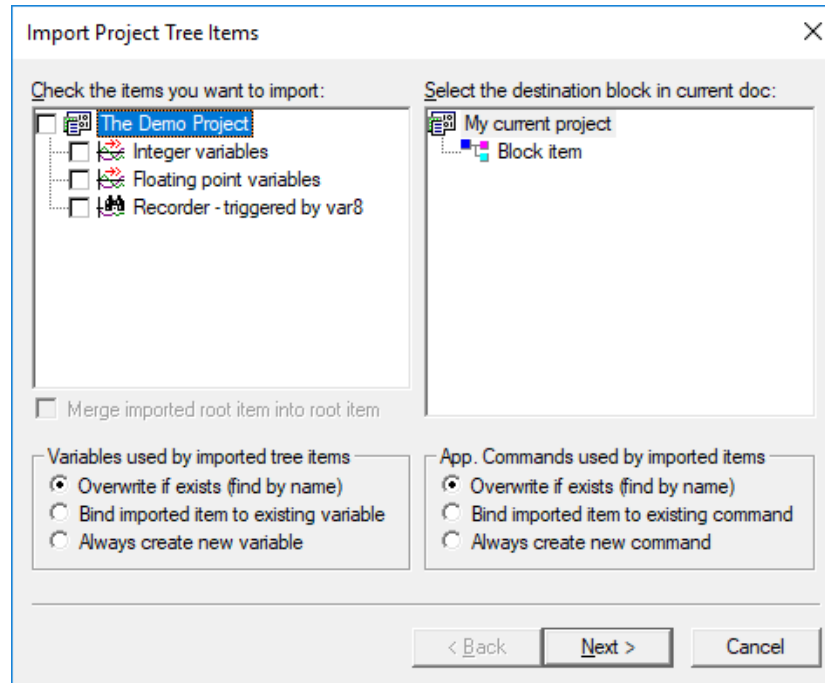 Import Project Tree Items
Check the items you want to import:
The Demo Project
Integer variables
Floating point variables
Recorder - triggered by var8
Merge imported root item into root item
Select the destination block in current doc:
My current project
Block item
Variables used by imported tree items
Overwrite if exists (find by name)
Bind imported item to existing variable
Always create new variable
App. Commands used by imported items
Overwrite if exists (find by name)
Bind imported item to existing command
Always create new command
< Back
Next >
Cancel